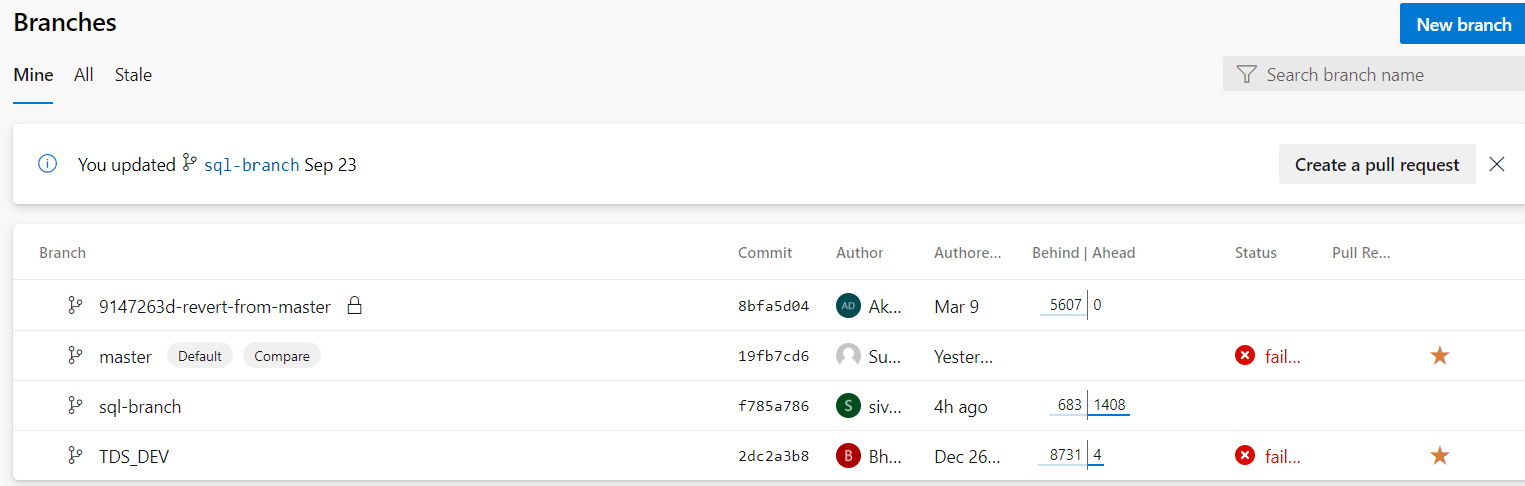 Branches
New branch
Mine All Stale
Search branch name
You updated sql-branch Sep 23
Create a pull request
Branch Commit Author Authore... Behind | Ahead Status Pull Re...
9147263d-revert-from-master 8bfa5d04 AD Ak... Mar 9 5607 0
master Default Compare 19fb7cd6 Su... Yester... fail...
sql-branch f785a786 S siv... 4h ago 683 1408
TDS_DEV 2dc2a3b8 B Bh... Dec 26... 8731 4 fail...